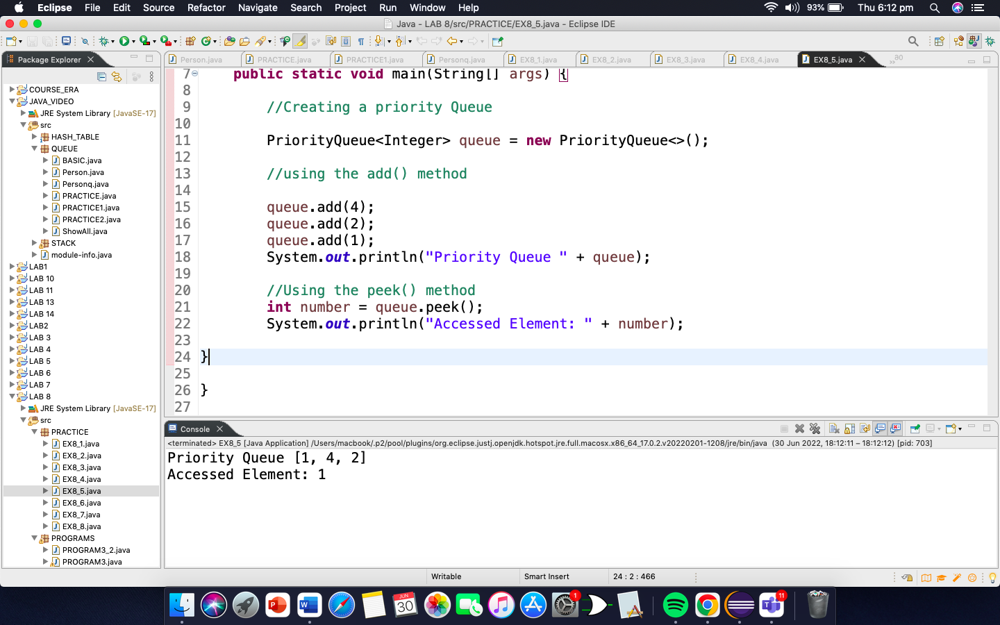 Eclipse File Edit Source Refactor Navigate Search Project Run Window Help 93% Thu 6:12 pm
Java - LAB 8/src/PRACTICE/EX8_5.java - Eclipse IDE
Package Explorer
Person.java PRACTICE.java PRACTICE1.java Personq.java EX8_1.java EX8_2.java EX8_3.java EX8_4.java EX8_5.java »20
COURSE_ERA
JAVA_VIDEO
JRE System Library [JavaSE-17]
src
HASH_TABLE
QUEUE
BASIC.java
Person.java
Personq.java
PRACTICE.java
PRACTICE1.java
PRACTICE2.java
ShowAll.java
STACK
module-info.java
LAB1
LAB 10
LAB 11
LAB 13
LAB 14
LAB2
LAB 3
LAB 4
LAB 5
LAB 6
LAB 7
LAB 8
JRE System Library [JavaSE-17]
src
PRACTICE
EX8_1.java
EX8_2.java
EX8_3.java
EX8_4.java
EX8_5.java
EX8_6.java
EX8_7.java
EX8_8.java
PROGRAMS
PROGRAM3_2.java
PROGRAM3.java
7 public static void main(String[] args) {
8
9 //Creating a priority Queue
10
11 PriorityQueue<Integer> queue = new PriorityQueue<>();
12
13 //using the add() method
14
15 queue.add(4);
16 queue.add(2);
17 queue.add(1);
18 System.out.println("Priority Queue " + queue);
19
20 //Using the peek() method
21 int number = queue.peek();
22 System.out.println("Accessed Element: " + number);
23
24 }
25
26 }
27
Console
<terminated> EX8_5 [Java Application] /Users/macbook/.p2/pool/plugins/org.eclipse.justj.openjdk.hotspot.jre.full.macosx.x86_64_17.0.2.v20220201-1208/jre/bin/java (30 Jun 2022, 18:12:11 – 18:12:12) [pid: 703]
Priority Queue [1, 4, 2]
Accessed Element: 1
Writable Smart Insert 24 : 2 : 466
JUN
30
1
11